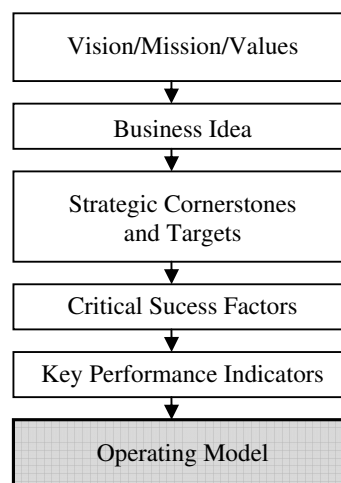 Vision/Mission/Values
Business Idea
Strategic Cornerstones
and Targets
Critical Sucess Factors
Key Performance Indicators
Operating Model